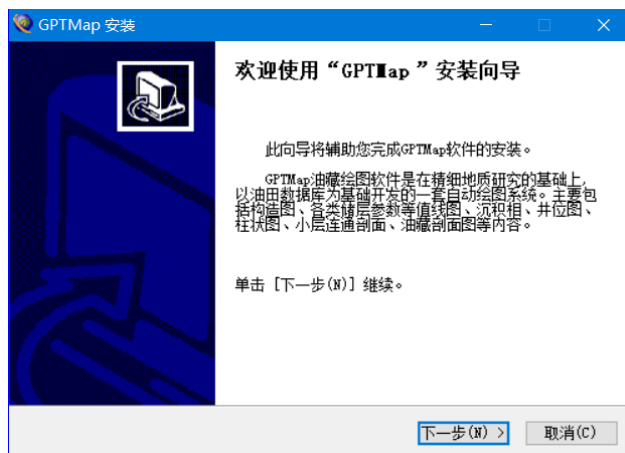 GPTMap 安装
欢迎使用“GPTMap ”安装向导
此向导将辅助您完成GPTMap软件的安装。
GPTMap油藏绘图软件是在精细地质研究的基础上,
以油田数据库为基础开发的一套自动绘图系统。主要包
括构造图、各类储层参数等值线图、沉积相、井位图、
柱状图、小层连通剖面、油藏剖面图等内容。
单击 [下一步(N)] 继续。
下一步(N) > 取消(C)